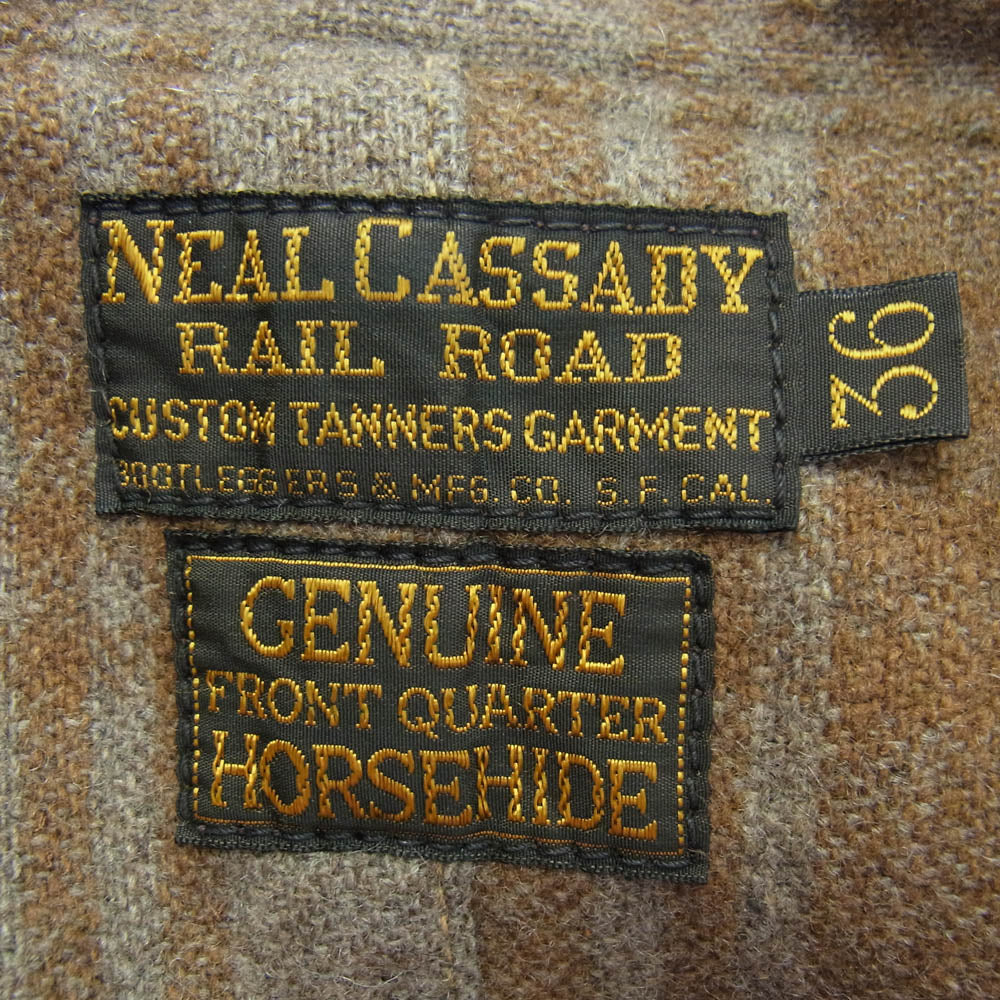 NEAL CASSADY
RAIL ROAD
CUSTOM TANNERS GARMENT
BOOTLEGGERS & MFG. CO. S. F. CAL.
36
GENUINE
FRONT QUARTER
HORSEHIDE